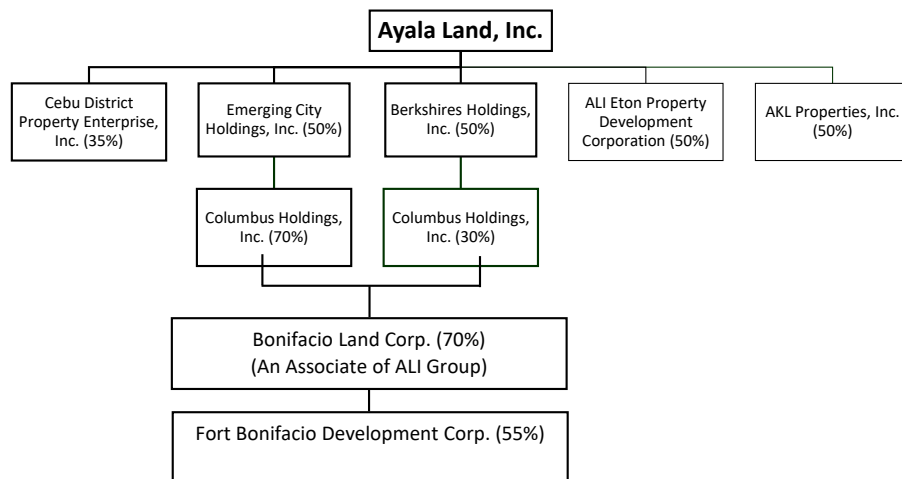 Ayala Land, Inc.
Cebu District
Property Enterprise,
Inc. (35%)
Emerging City
Holdings, Inc. (50%)
Berkshires Holdings,
Inc. (50%)
ALI Eton Property
Development
Corporation (50%)
AKL Properties, Inc.
(50%)
Columbus Holdings,
Inc. (70%)
Columbus Holdings,
Inc. (30%)
Bonifacio Land Corp. (70%)
(An Associate of ALI Group)
Fort Bonifacio Development Corp. (55%)